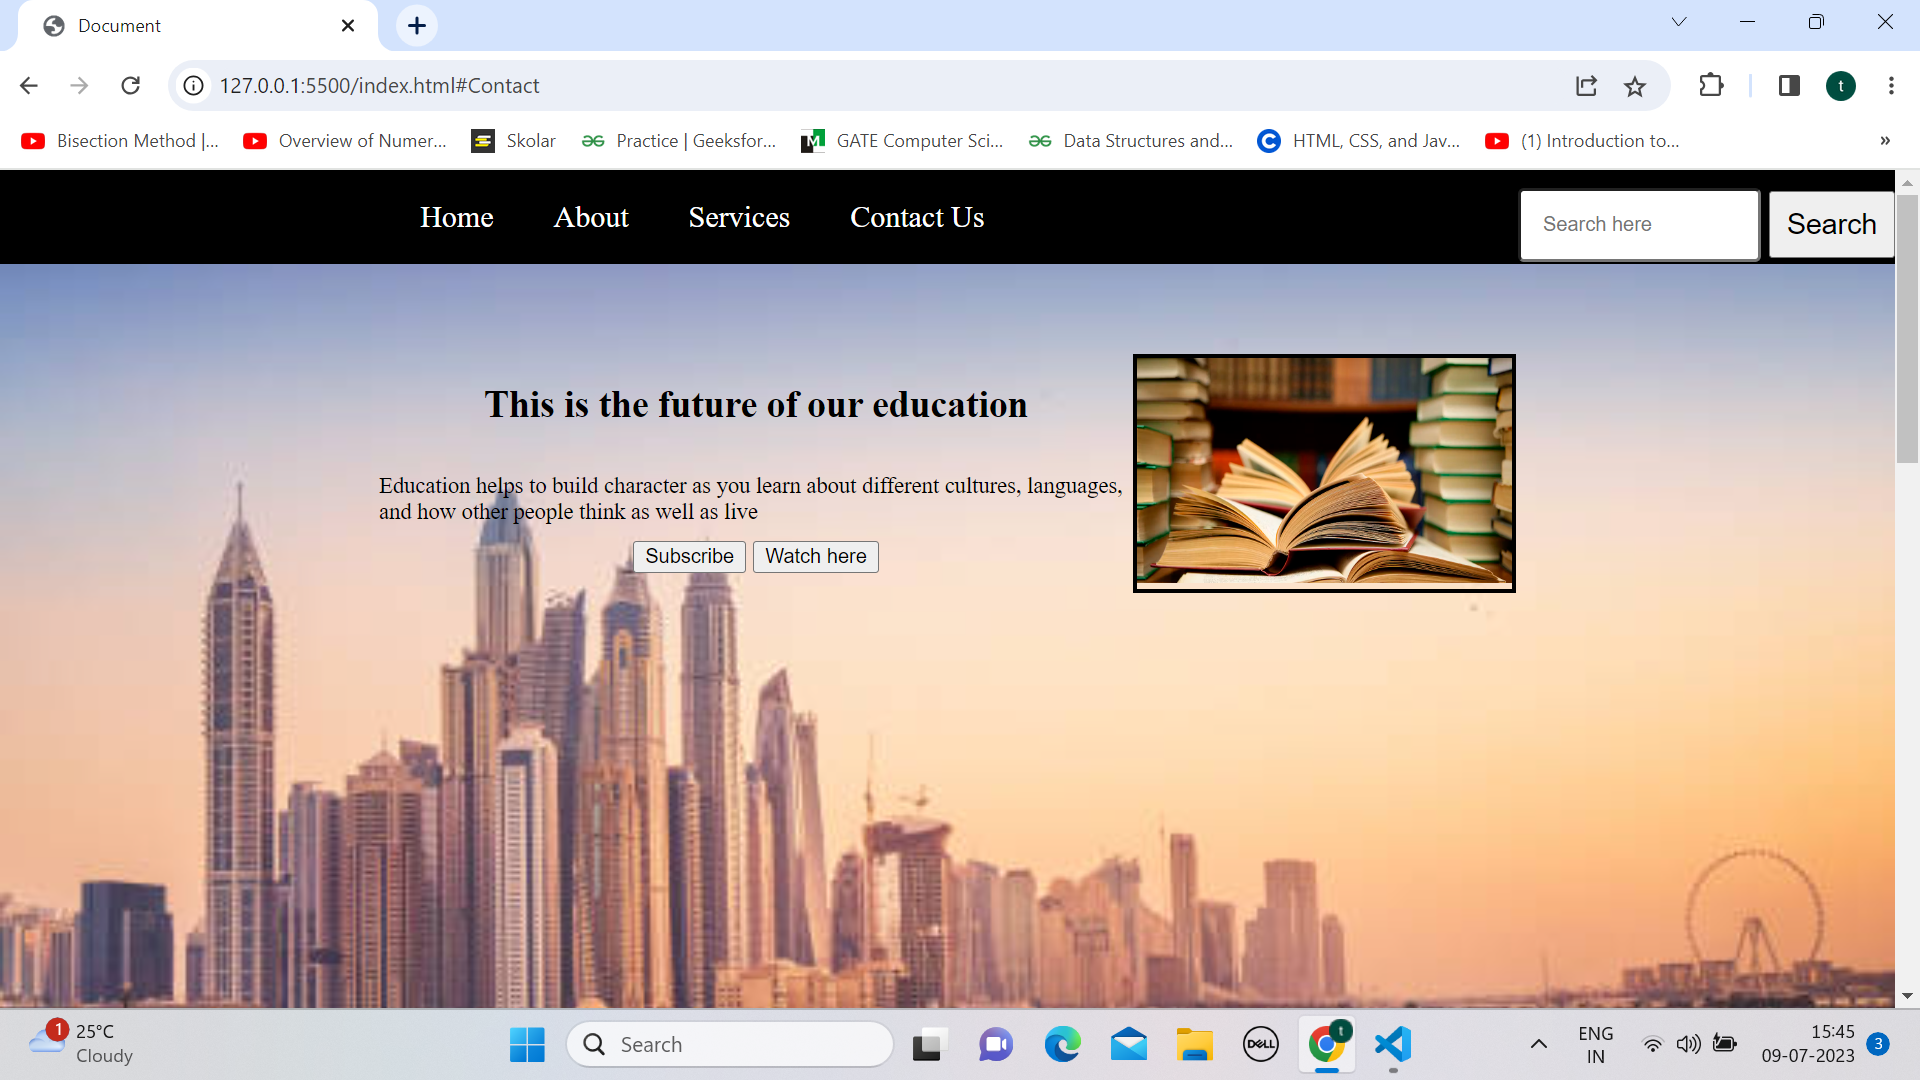 Document
127.0.0.1:5500/index.html#Contact
t
Bisection Method |...
Overview of Numer...
Skolar
Practice | Geeksfor...
GATE Computer Sci...
Data Structures and...
HTML, CSS, and Jav...
(1) Introduction to...
»
Home About Services Contact Us
Search here
Search
This is the future of our education
Education helps to build character as you learn about different cultures, languages,
and how other people think as well as live
Subscribe Watch here
1
25°C
Cloudy
Search
DELL
t
ENG
IN
15:45
09-07-2023
3